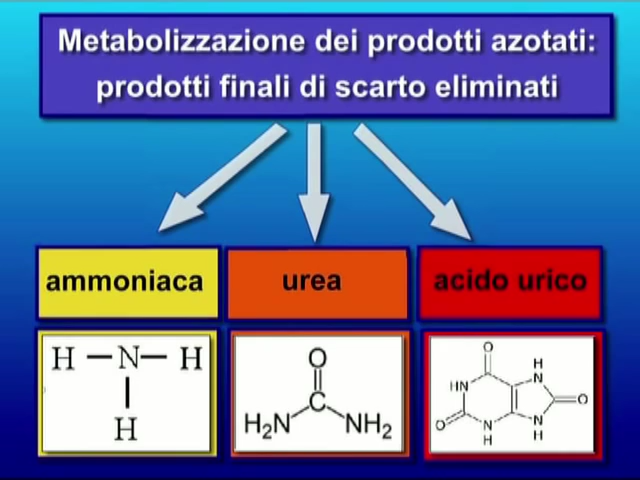 Metabolizzazione dei prodotti azotati:
prodotti finali di scarto eliminati
ammoniaca
urea
acido urico
H — N — H
H
O
C
H₂N NH₂
O
H
HN
N
O
O
N
N
H
H